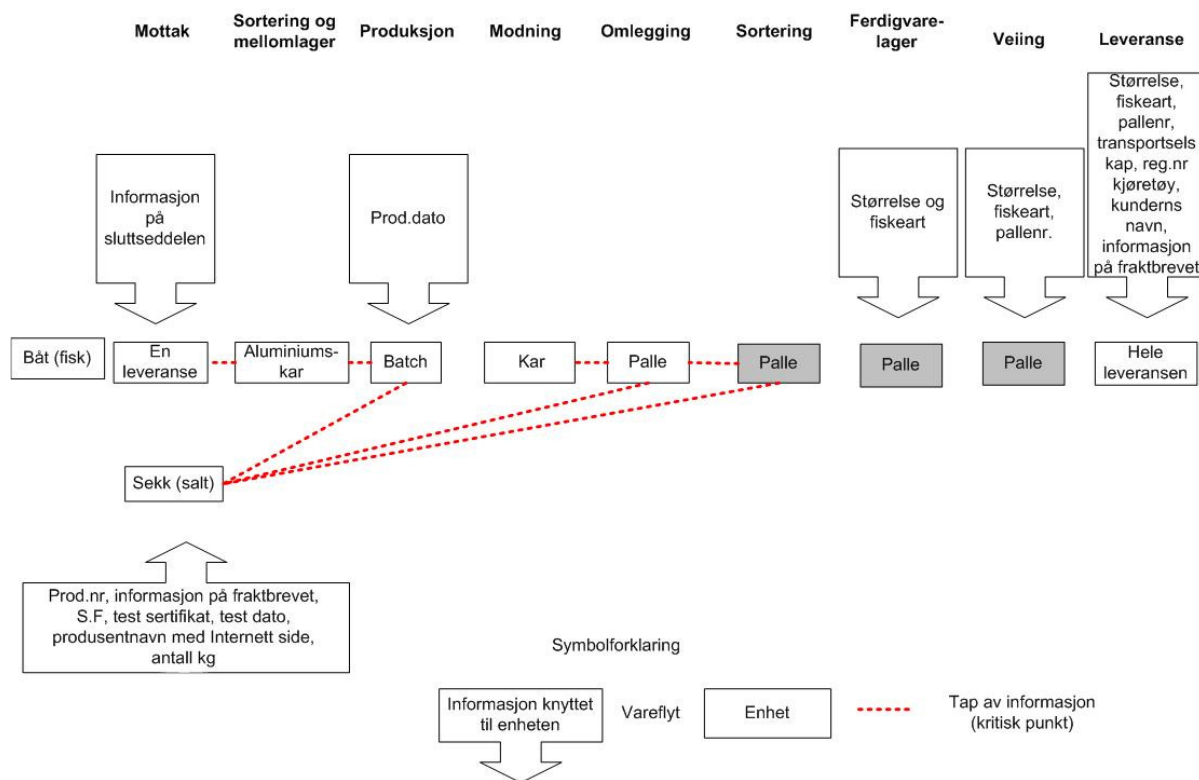 Mottak
Sortering og
mellomlager
Produksjon
Modning
Omlegging
Sortering
Ferdigvare-
lager
Veiing
Leveranse
Informasjon
på
sluttseddelen
Prod.dato
Størrelse og
fiskeart
Størrelse,
fiskeart,
pallenr.
Størrelse,
fiskeart,
pallenr,
transportsels
kap, reg.nr
kjøretøy,
kunderns
navn,
informasjon
på fraktbrevet
Båt (fisk)
En
leveranse
Aluminiums-
kar
Batch
Kar
Palle
Palle
Palle
Palle
Hele
leveransen
Sekk (salt)
Prod.nr, informasjon på fraktbrevet,
S.F, test sertifikat, test dato,
produsentnavn med Internett side,
antall kg
Symbolforklaring
Informasjon knyttet
til enheten
Vareflyt
Enhet
Tap av informasjon
(kritisk punkt)